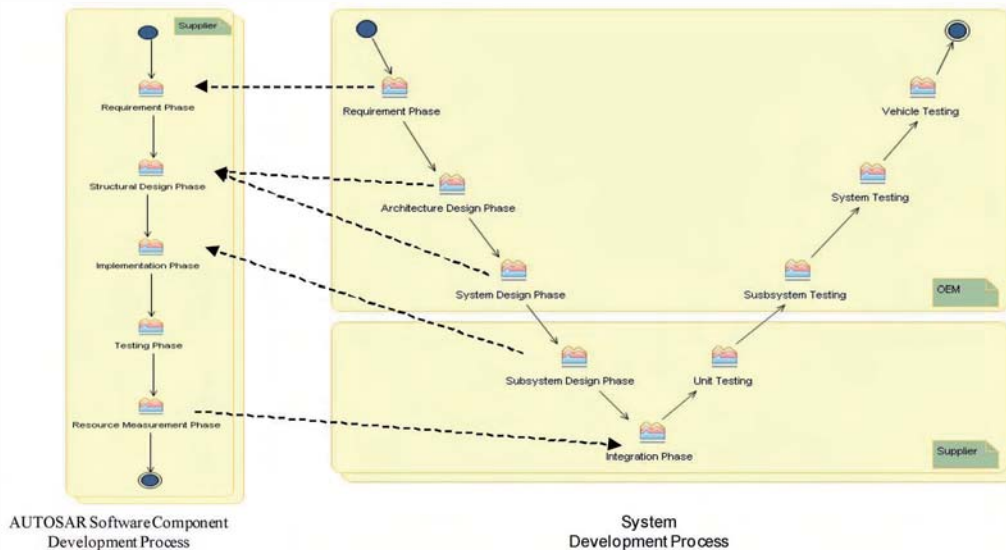 Supplier
Requirement Phase
Structural Design Phase
Implementation Phase
Testing Phase
Resource Measurement Phase
AUTOSAR Software Component
Development Process
Requirement Phase
Architecture Design Phase
System Design Phase
Subsystem Design Phase
Integration Phase
Unit Testing
Susbsystem Testing
System Testing
Vehicle Testing
OEM
Supplier
System
Development Process